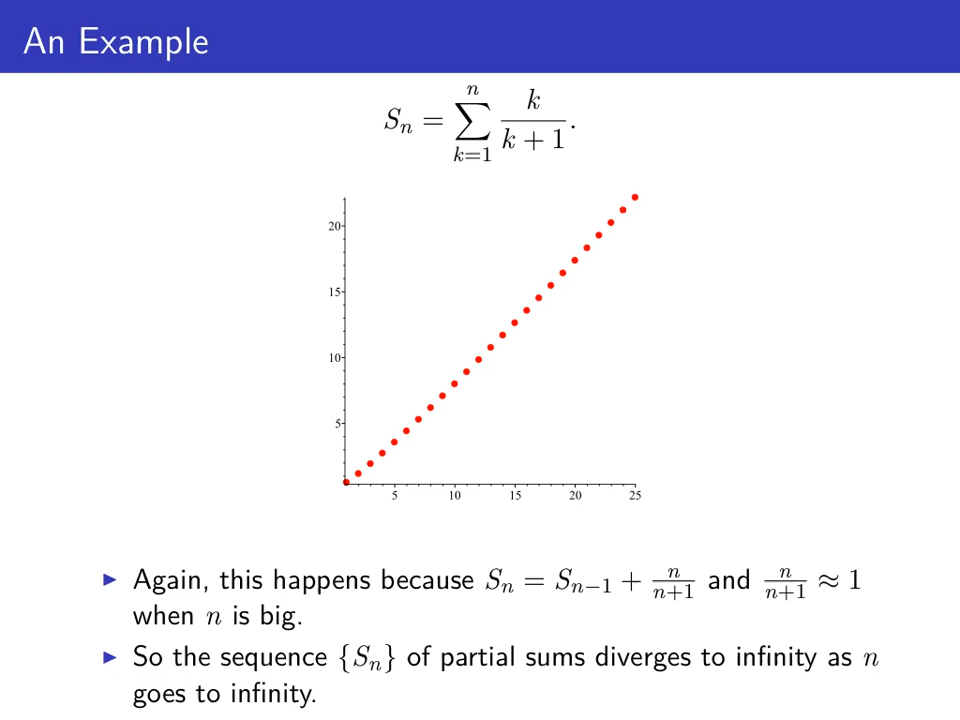 An Example
$S_n = \sum_{k=1}^{n} \frac{k}{k+1}.$
20
15
10
5
5 10 15 20 25
▶ Again, this happens because $S_n = S_{n-1} + \frac{n}{n+1}$ and $\frac{n}{n+1} \approx 1$
when $n$ is big.
▶ So the sequence $\{S_n\}$ of partial sums diverges to infinity as $n$
goes to infinity.